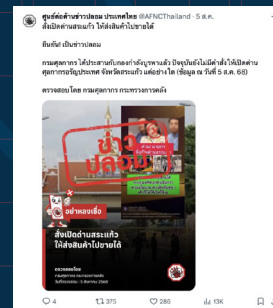 ศูนย์ต่อต้านข่าวปลอม ประเทศไทย @AFNCThailand · 5 ส.ค.
สั่งเปิดด่านสระแก้ว ให้ส่งสินค้าไปขายได้
ยืนยัน! เป็นข่าวปลอม
กรมศุลกากร ได้ประสานกับกองกำลังบูรพาแล้ว ปัจจุบันยังไม่มีคำสั่งให้เปิดด่าน
ศุลกากรอรัญประเทศ จังหวัดสระแก้ว แต่อย่างใด (ข้อมูล ณ วันที่ 5 ส.ค. 68)
ตรวจสอบโดย กรมศุลกากร กระทรวงการคลัง
ข่าวปลอม
อย่าหลงเชื่อ
สั่งเปิดด่านสระแก้ว
ให้ส่งสินค้าไปขายได้
4
375
286
13K